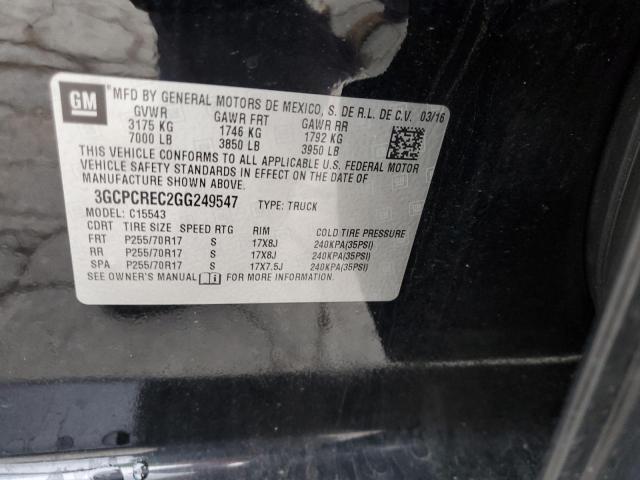 GM
MFD BY GENERAL MOTORS DE MEXICO, S. DE R.L. DE C.V. 03/16
GVWR GAWR FRT GAWR RR
3175 KG 1746 KG 1792 KG
7000 LB 3850 LB 3950 LB
THIS VEHICLE CONFORMS TO ALL APPLICABLE U.S. FEDERAL MOTOR
VEHICLE SAFETY STANDARDS IN EFFECT ON THE DATE OF
MANUFACTURE SHOWN ABOVE.
3GCPCREC2GG249547 TYPE: TRUCK
MODEL: C15543
CDRT TIRE SIZE SPEED RTG RIM COLD TIRE PRESSURE
FRT P255/70R17 S 17X8J 240KPA(35PSI)
RR P255/70R17 S 17X8J 240KPA(35PSI)
SPA P255/70R17 S 17X7.5J 240KPA(35PSI)
SEE OWNER'S MANUAL FOR MORE INFORMATION.